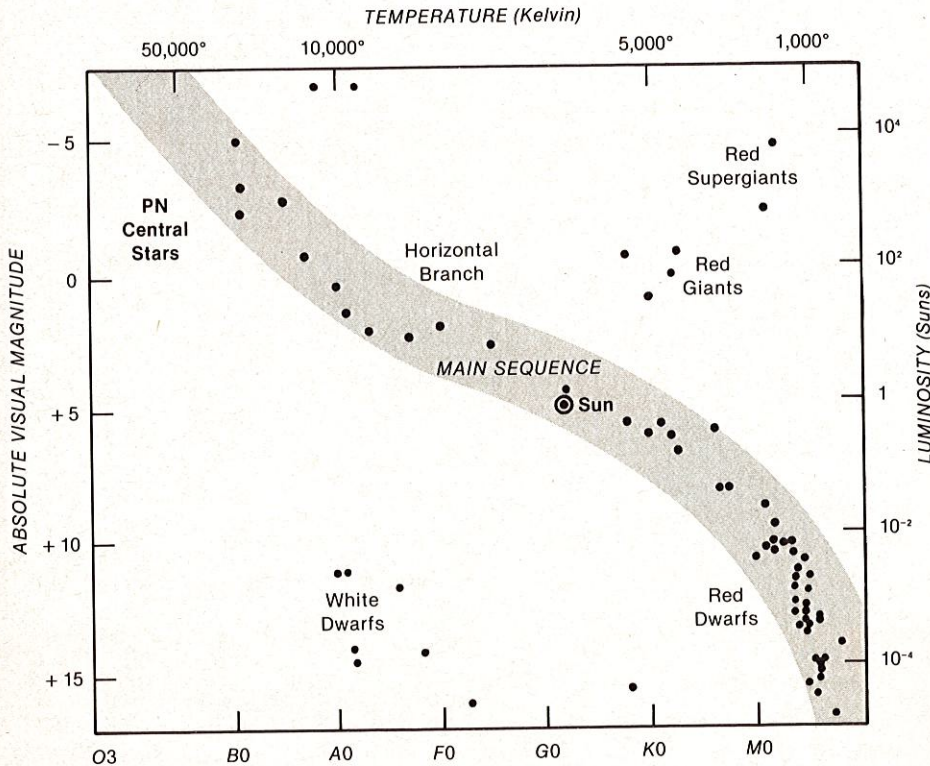 TEMPERATURE (Kelvin)
50,000° 10,000° 5,000° 1,000°
ABSOLUTE VISUAL MAGNITUDE
-5
0
+5
+10
+15
PN
Central
Stars
Horizontal
Branch
Red
Supergiants
Red
Giants
MAIN SEQUENCE
Sun
White
Dwarfs
Red
Dwarfs
10⁴
10²
1
10⁻²
10⁻⁴
LUMINOSITY (Suns)
O3 B0 A0 F0 G0 K0 M0